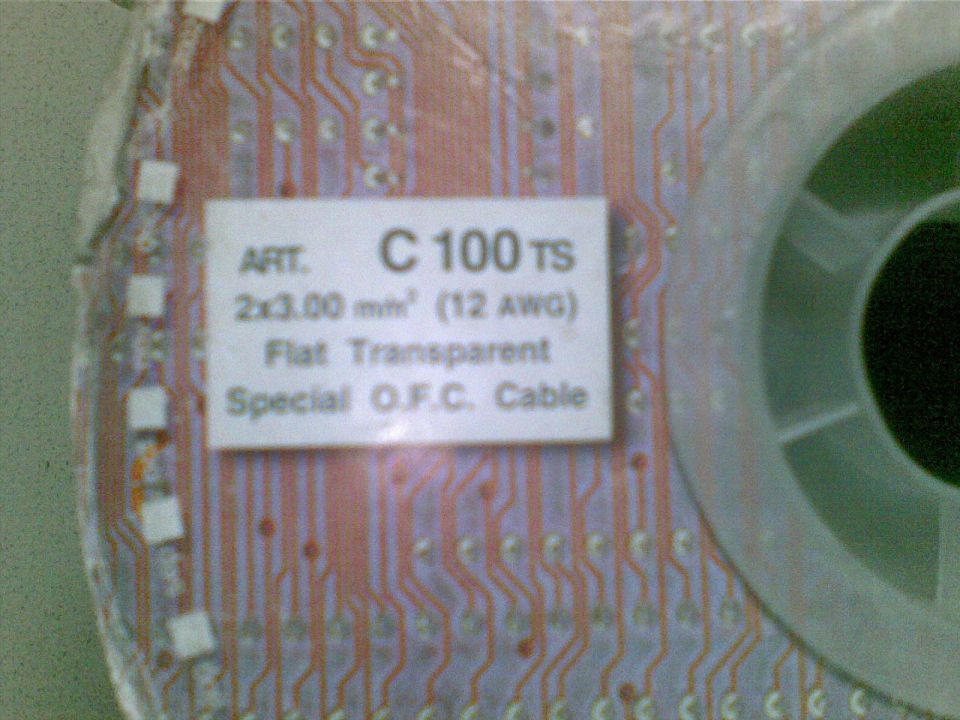 ART. C 100 TS
2x3.00 mm² (12 AWG)
Flat Transparent
Special O.F.C. Cable